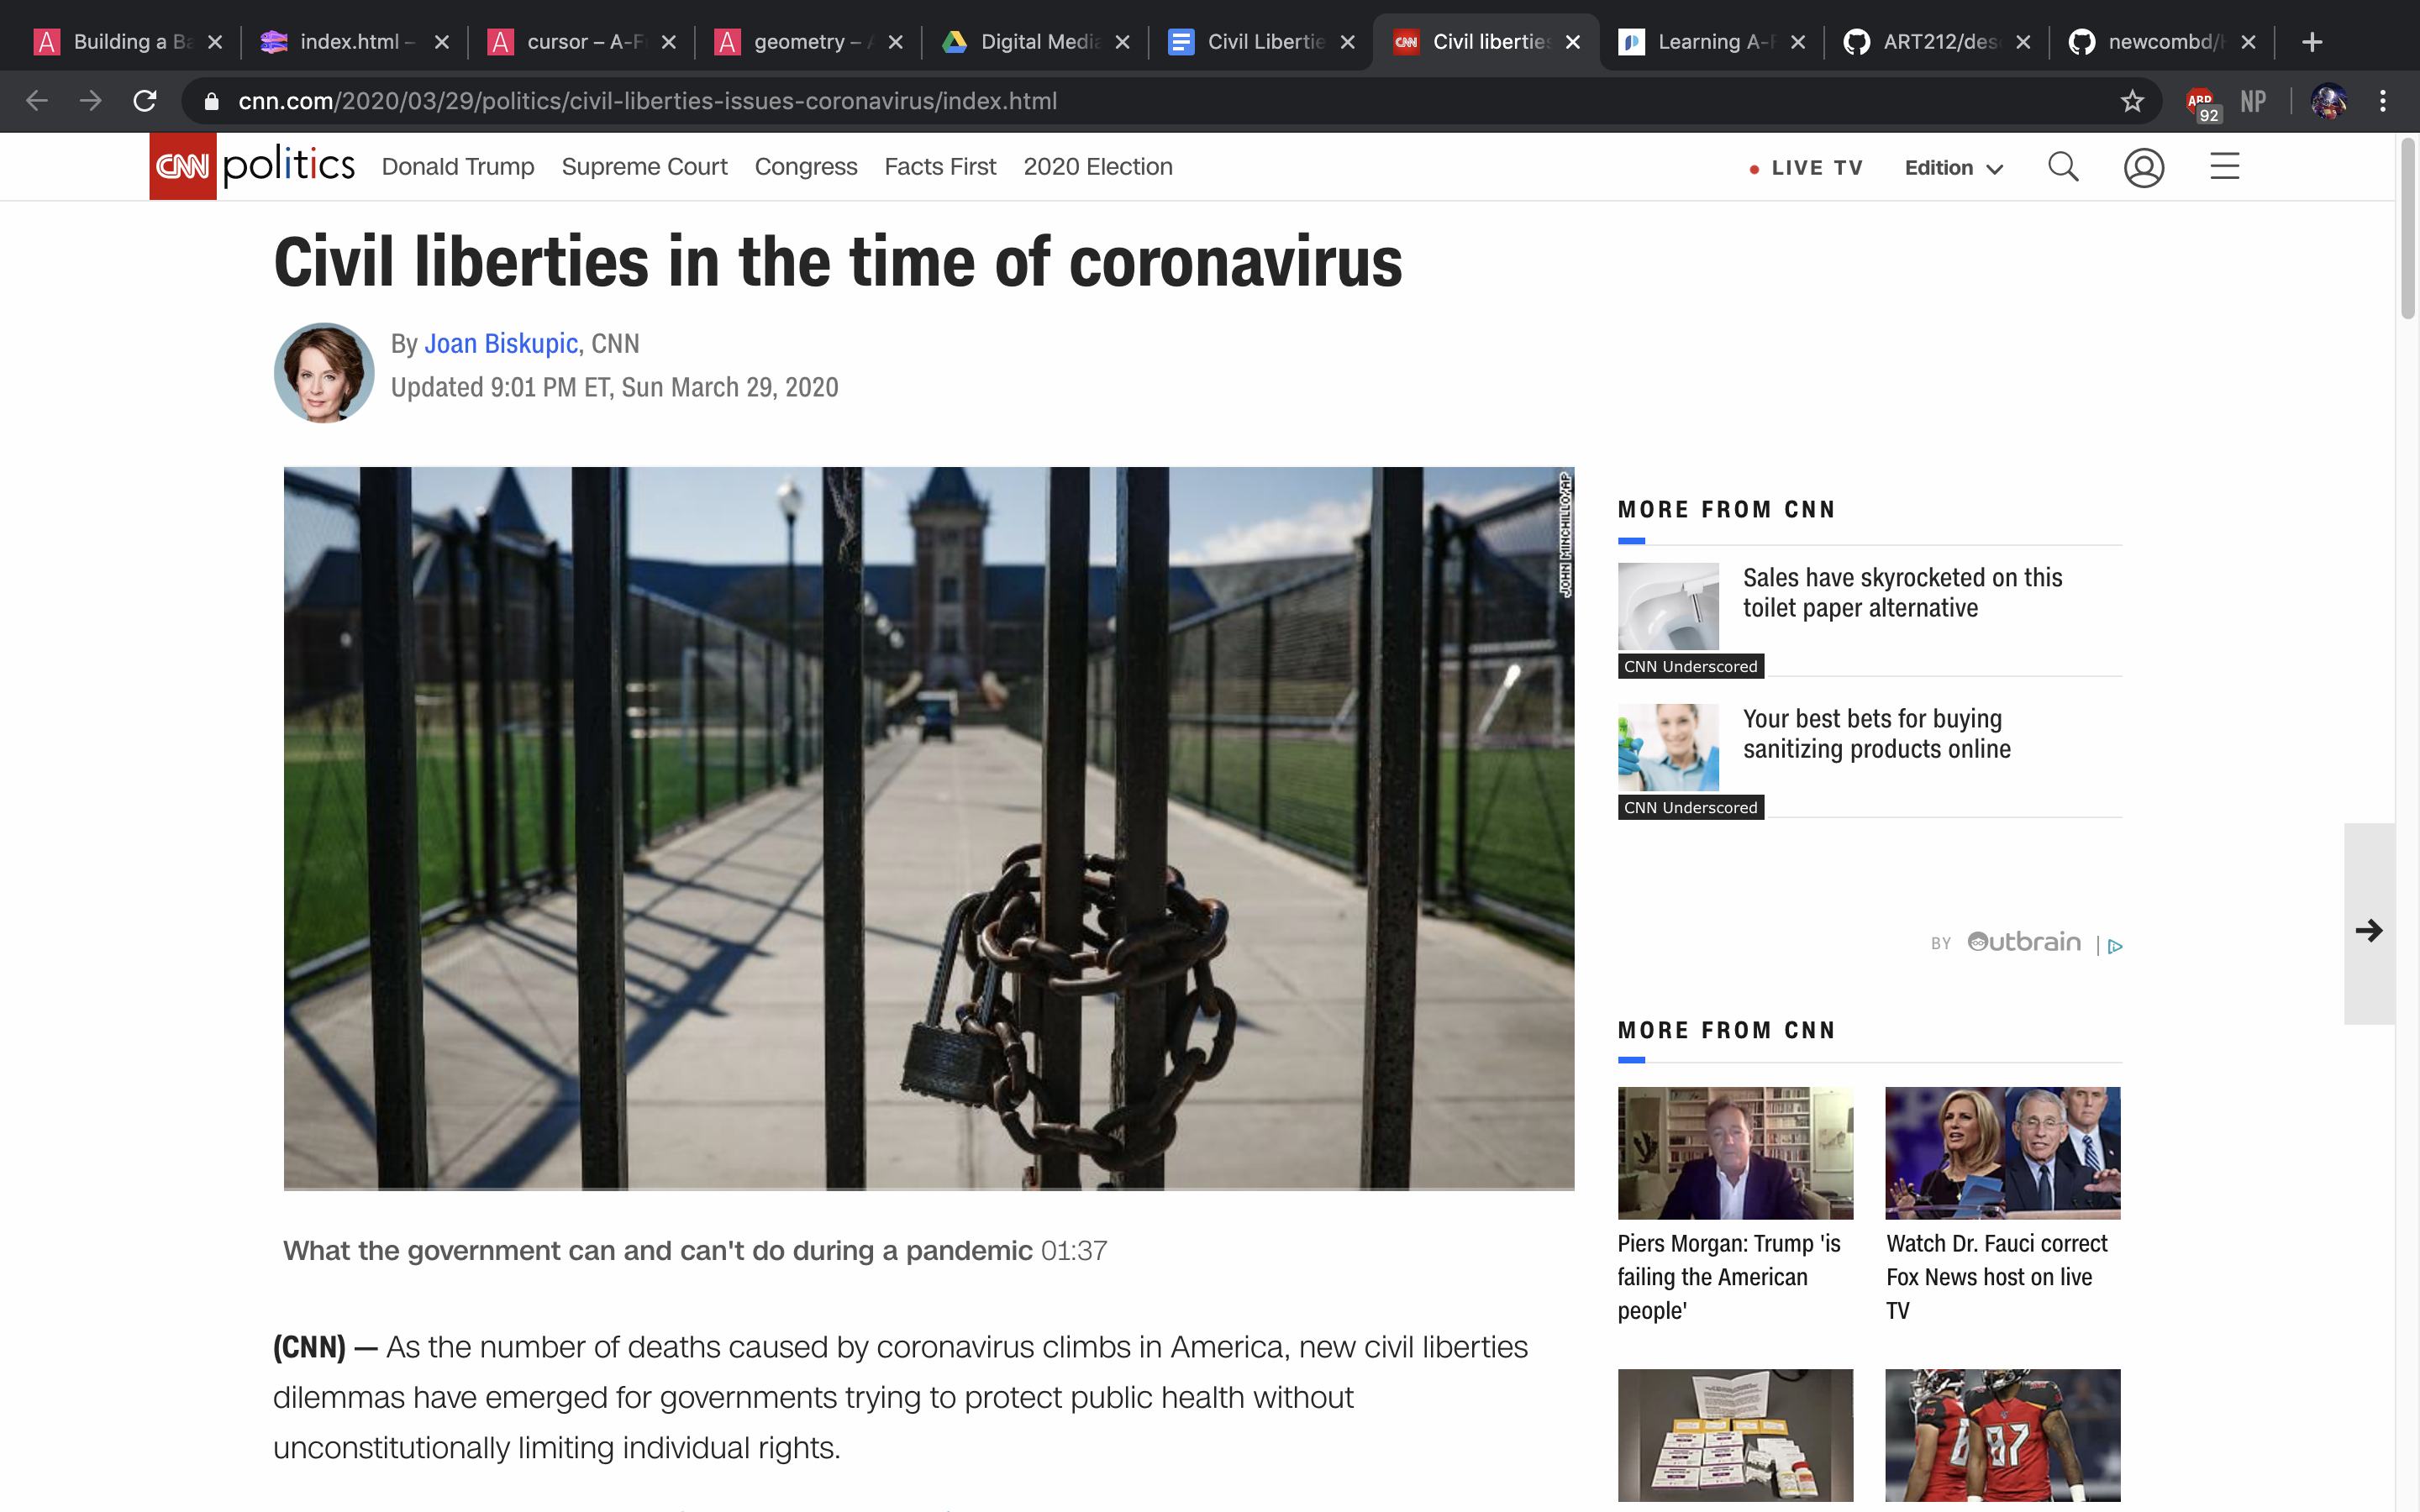 Building a Ba
index.html –
cursor – A-F
geometry – A
Digital Media
Civil Libertie
Civil liberties
Learning A-F
ART212/des
newcombd/H
cnn.com/2020/03/29/politics/civil-liberties-issues-coronavirus/index.html
ABP
92
NP
CNN politics
Donald Trump
Supreme Court
Congress
Facts First
2020 Election
LIVE TV
Edition
Civil liberties in the time of coronavirus
By Joan Biskupic, CNN
Updated 9:01 PM ET, Sun March 29, 2020
JOHN MINCHILLO/AP
What the government can and can't do during a pandemic 01:37
(CNN) — As the number of deaths caused by coronavirus climbs in America, new civil liberties
dilemmas have emerged for governments trying to protect public health without
unconstitutionally limiting individual rights.
MORE FROM CNN
Sales have skyrocketed on this
toilet paper alternative
CNN Underscored
Your best bets for buying
sanitizing products online
CNN Underscored
BY Outbrain
MORE FROM CNN
Piers Morgan: Trump 'is
failing the American
people'
Watch Dr. Fauci correct
Fox News host on live
TV
87